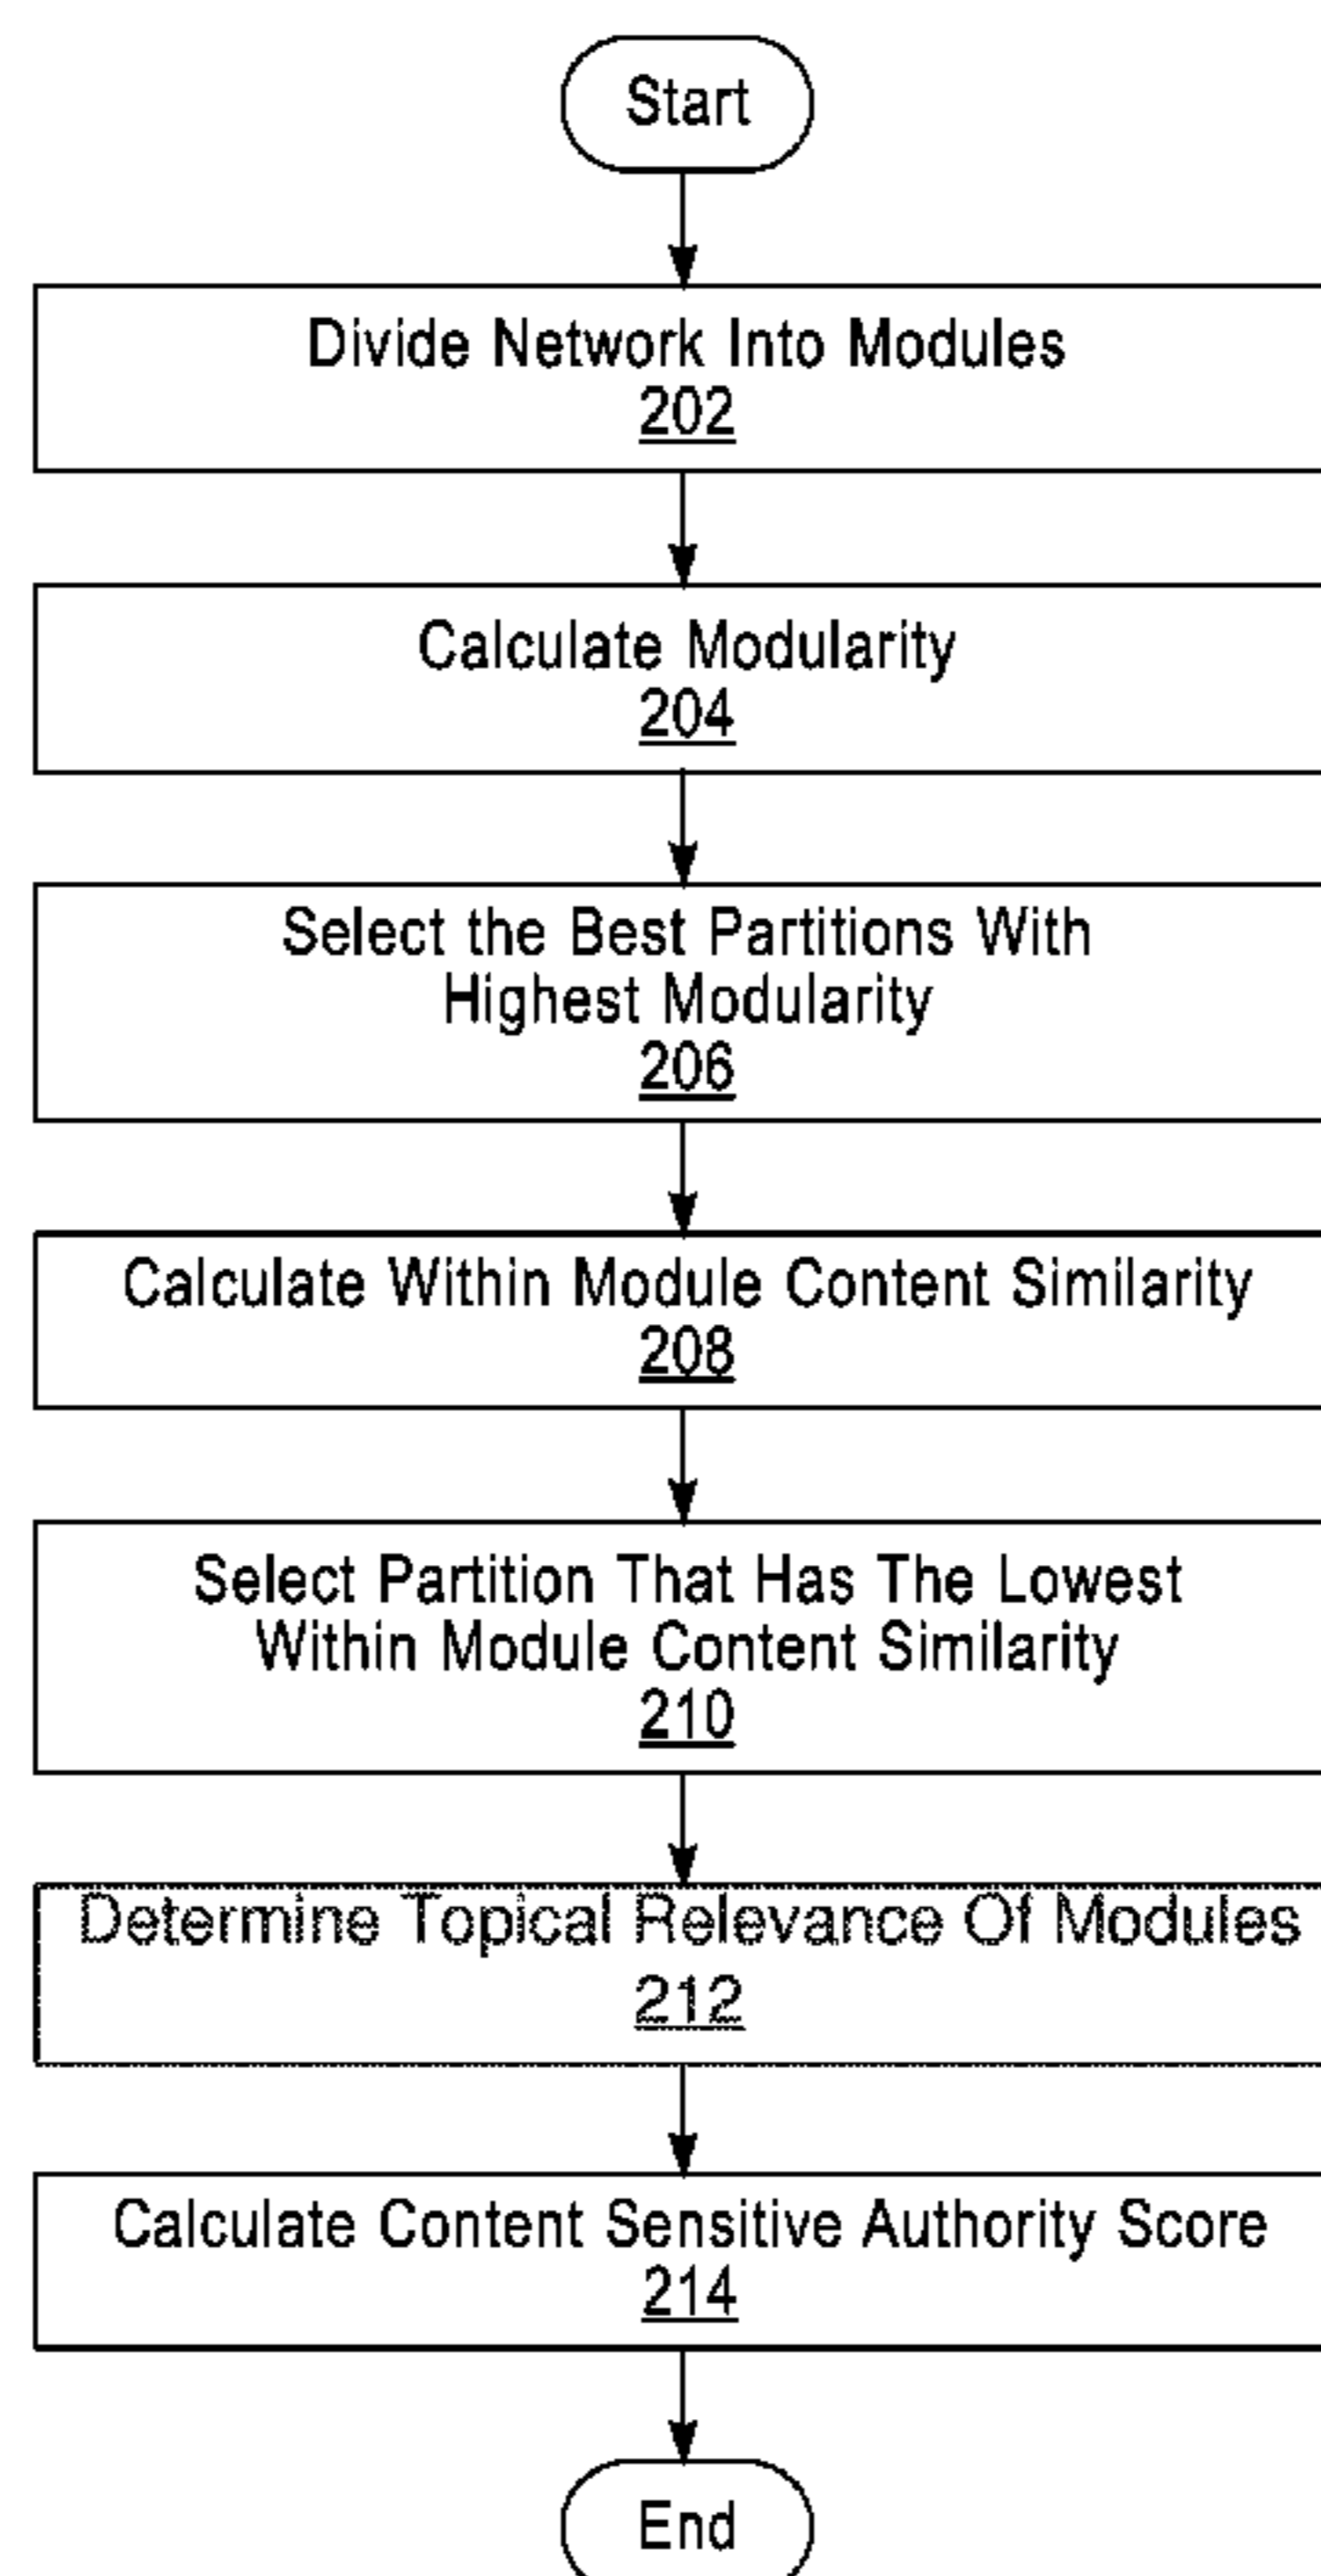 Start
Divide Network Into Modules
202
Calculate Modularity
204
Select the Best Partitions With
Highest Modularity
206
Calculate Within Module Content Similarity
208
Select Partition That Has The Lowest
Within Module Content Similarity
210
Determine Topical Relevance Of Modules
212
Calculate Content Sensitive Authority Score
214
End